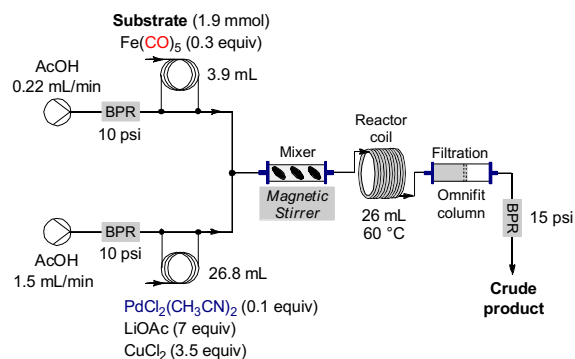 Substrate (1.9 mmol)
Fe(CO)5 (0.3 equiv)
AcOH
0.22 mL/min
3.9 mL
BPR
10 psi
Mixer
Magnetic
Stirrer
Reactor
coil
26 mL
60 °C
Filtration
Omnifit
column
BPR
15 psi
Crude
product
BPR
10 psi
AcOH
1.5 mL/min
26.8 mL
PdCl2(CH3CN)2 (0.1 equiv)
LiOAc (7 equiv)
CuCl2 (3.5 equiv)